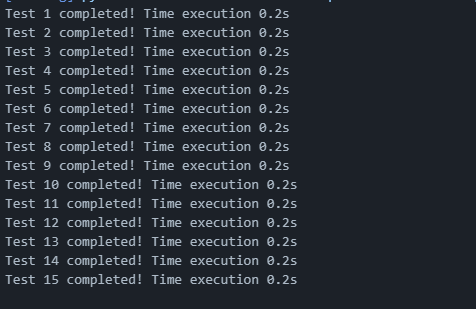 Test 1 completed! Time execution 0.2s
Test 2 completed! Time execution 0.2s
Test 3 completed! Time execution 0.2s
Test 4 completed! Time execution 0.2s
Test 5 completed! Time execution 0.2s
Test 6 completed! Time execution 0.2s
Test 7 completed! Time execution 0.2s
Test 8 completed! Time execution 0.2s
Test 9 completed! Time execution 0.2s
Test 10 completed! Time execution 0.2s
Test 11 completed! Time execution 0.2s
Test 12 completed! Time execution 0.2s
Test 13 completed! Time execution 0.2s
Test 14 completed! Time execution 0.2s
Test 15 completed! Time execution 0.2s